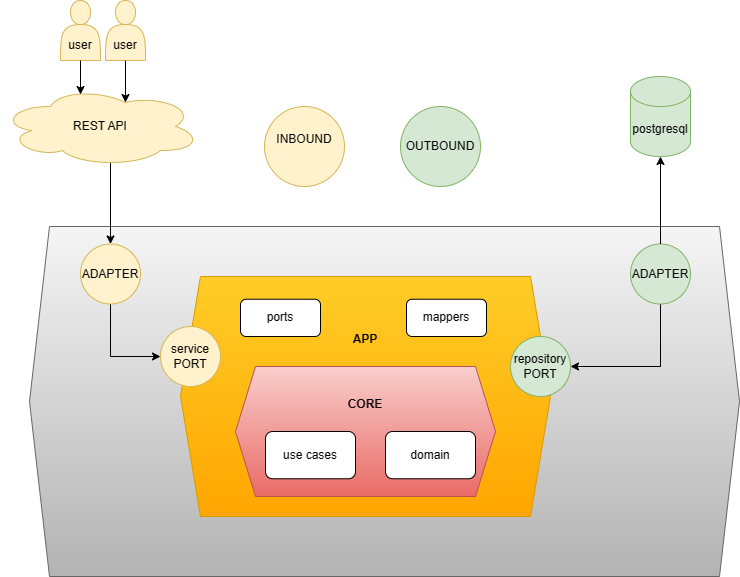 user
user
REST API
INBOUND
OUTBOUND
postgresql
ADAPTER
ADAPTER
ports
mappers
APP
service
PORT
repository
PORT
CORE
use cases
domain